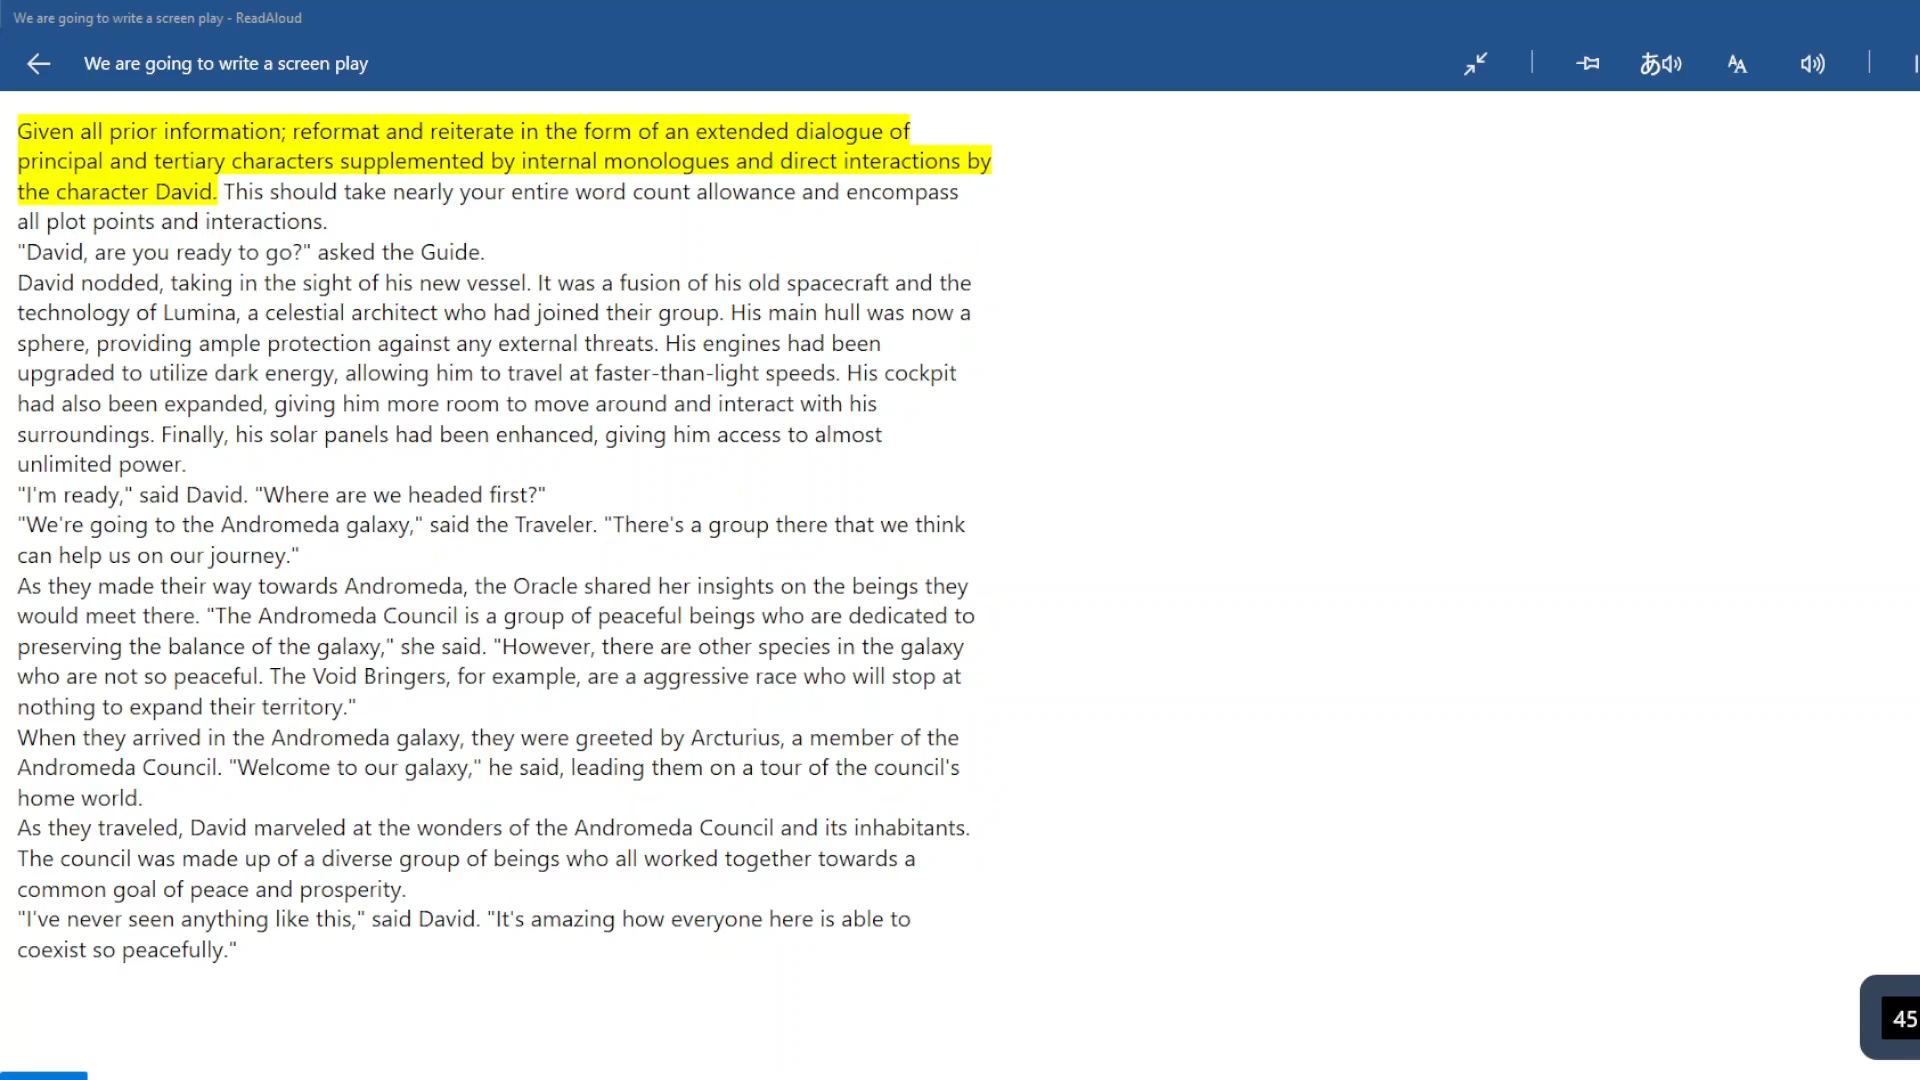 We are going to write a screen play - ReadAloud
We are going to write a screen play
Given all prior information; reformat and reiterate in the form of an extended dialogue of
principal and tertiary characters supplemented by internal monologues and direct interactions by
the character David. This should take nearly your entire word count allowance and encompass
all plot points and interactions.
"David, are you ready to go?" asked the Guide.
David nodded, taking in the sight of his new vessel. It was a fusion of his old spacecraft and the
technology of Lumina, a celestial architect who had joined their group. His main hull was now a
sphere, providing ample protection against any external threats. His engines had been
upgraded to utilize dark energy, allowing him to travel at faster-than-light speeds. His cockpit
had also been expanded, giving him more room to move around and interact with his
surroundings. Finally, his solar panels had been enhanced, giving him access to almost
unlimited power.
"I'm ready," said David. "Where are we headed first?"
"We're going to the Andromeda galaxy," said the Traveler. "There's a group there that we think
can help us on our journey."
As they made their way towards Andromeda, the Oracle shared her insights on the beings they
would meet there. "The Andromeda Council is a group of peaceful beings who are dedicated to
preserving the balance of the galaxy," she said. "However, there are other species in the galaxy
who are not so peaceful. The Void Bringers, for example, are a aggressive race who will stop at
nothing to expand their territory."
When they arrived in the Andromeda galaxy, they were greeted by Arcturius, a member of the
Andromeda Council. "Welcome to our galaxy," he said, leading them on a tour of the council's
home world.
As they traveled, David marveled at the wonders of the Andromeda Council and its inhabitants.
The council was made up of a diverse group of beings who all worked together towards a
common goal of peace and prosperity.
"I've never seen anything like this," said David. "It's amazing how everyone here is able to
coexist so peacefully."
45